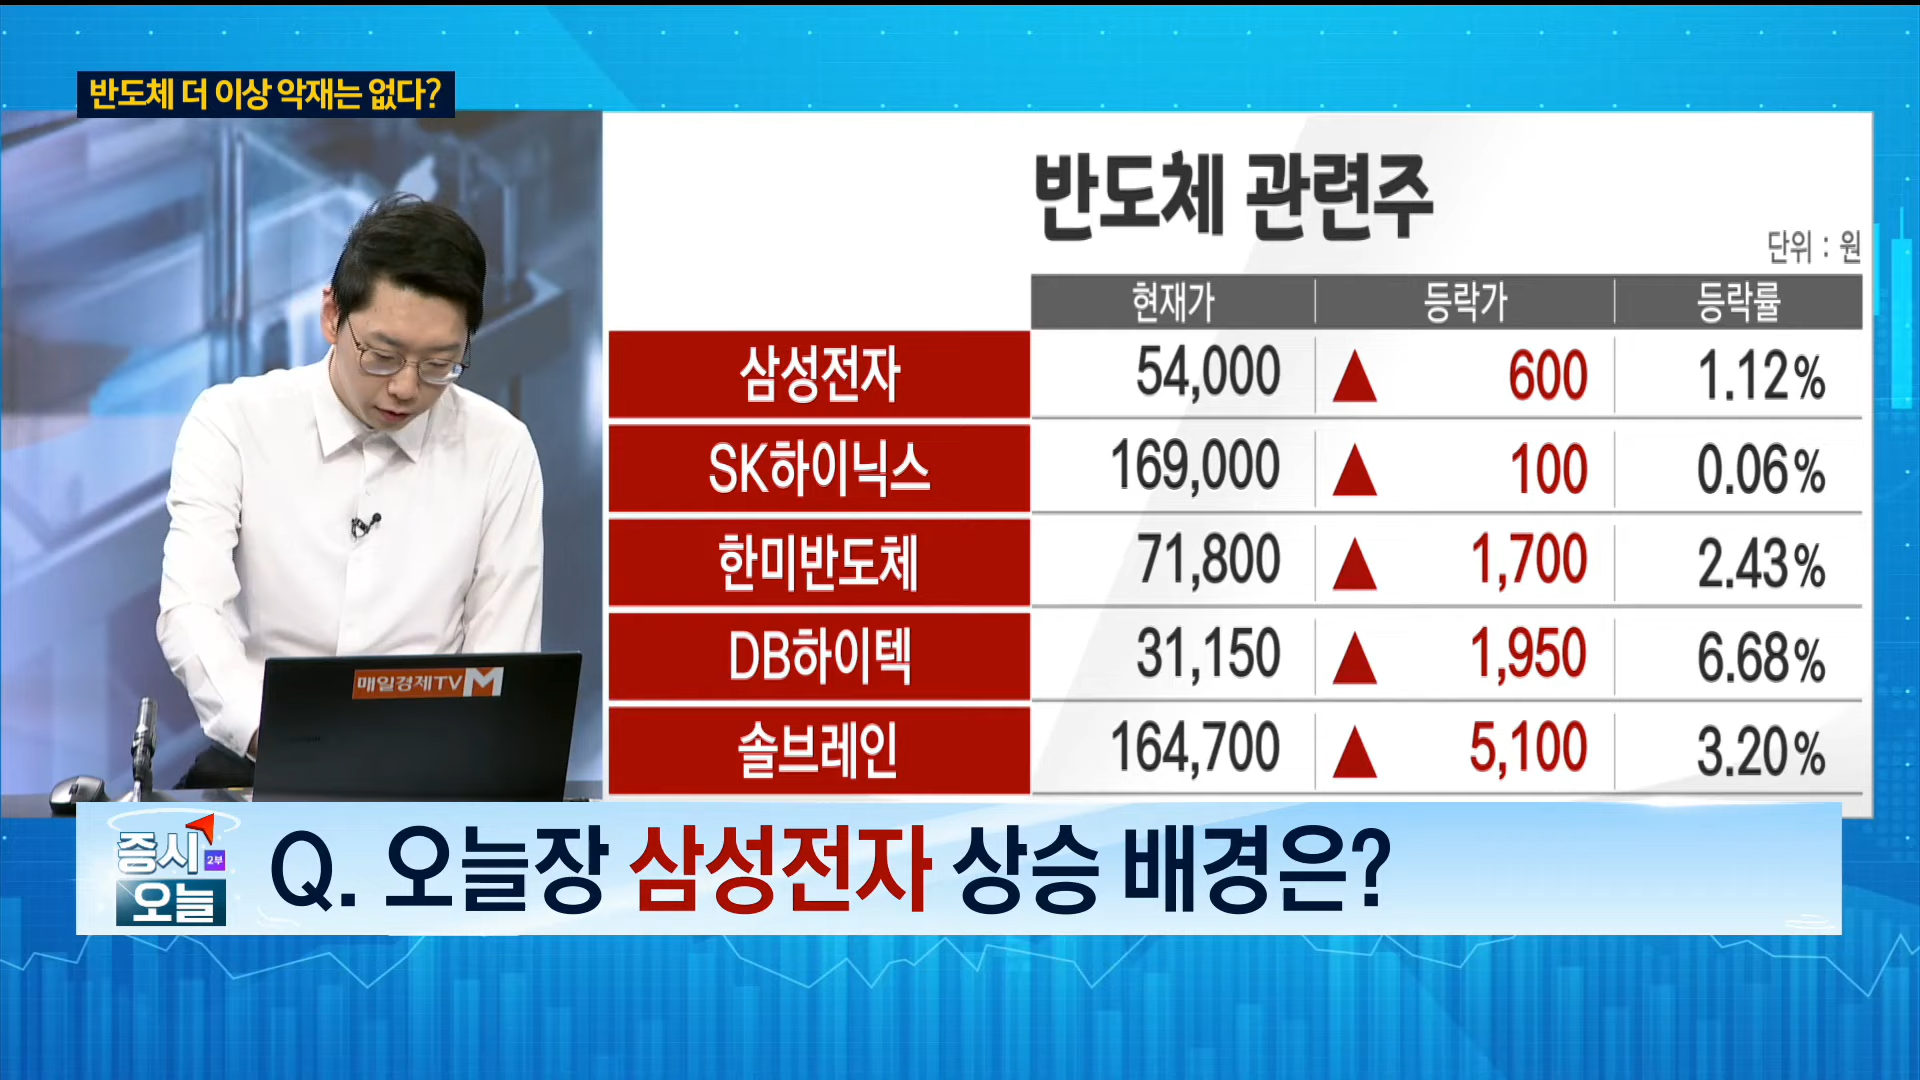 반도체 더 이상 악재는 없다?
반도체 관련주
단위 : 원
현재가 등락가 등락률
삼성전자 54,000 ▲ 600 1.12%
SK하이닉스 169,000 ▲ 100 0.06%
한미반도체 71,800 ▲ 1,700 2.43%
DB하이텍 31,150 ▲ 1,950 6.68%
솔브레인 164,700 ▲ 5,100 3.20%
매일경제TV M
증시 2부
오늘
Q. 오늘장 삼성전자 상승 배경은?